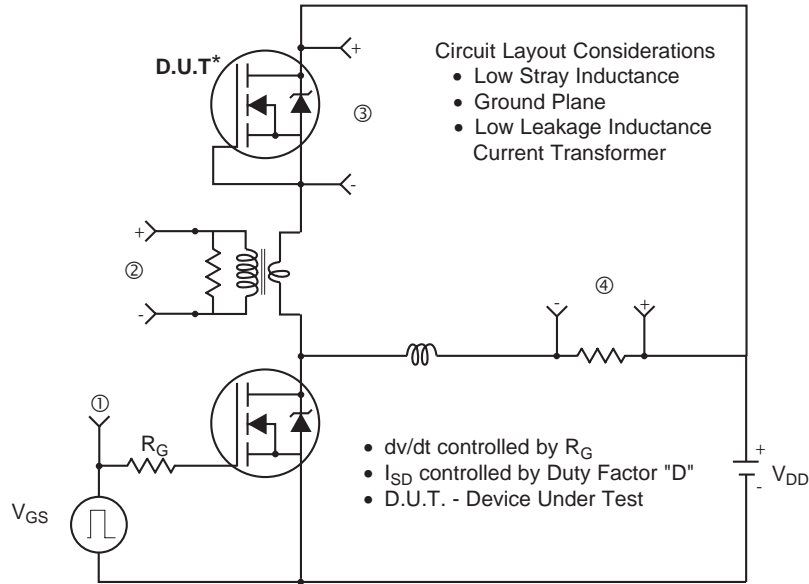 D.U.T*
+
③
-
Circuit Layout Considerations
• Low Stray Inductance
• Ground Plane
• Low Leakage Inductance
Current Transformer
+
②
-
④
- +
①
RG
VGS
• dv/dt controlled by RG
• ISD controlled by Duty Factor "D"
• D.U.T. - Device Under Test
+
VDD
-